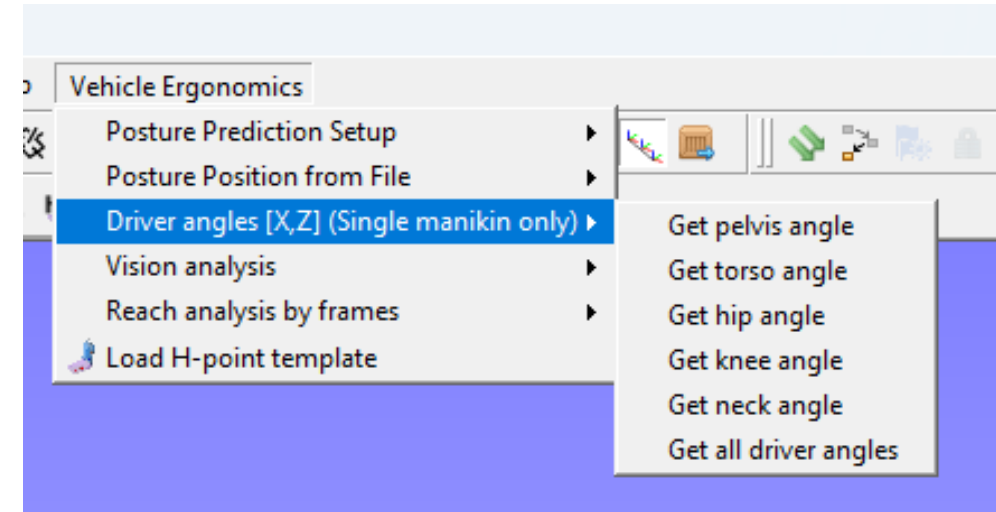 Vehicle Ergonomics
Posture Prediction Setup
Posture Position from File
Driver angles [X,Z] (Single manikin only)
Vision analysis
Reach analysis by frames
Load H-point template
Get pelvis angle
Get torso angle
Get hip angle
Get knee angle
Get neck angle
Get all driver angles